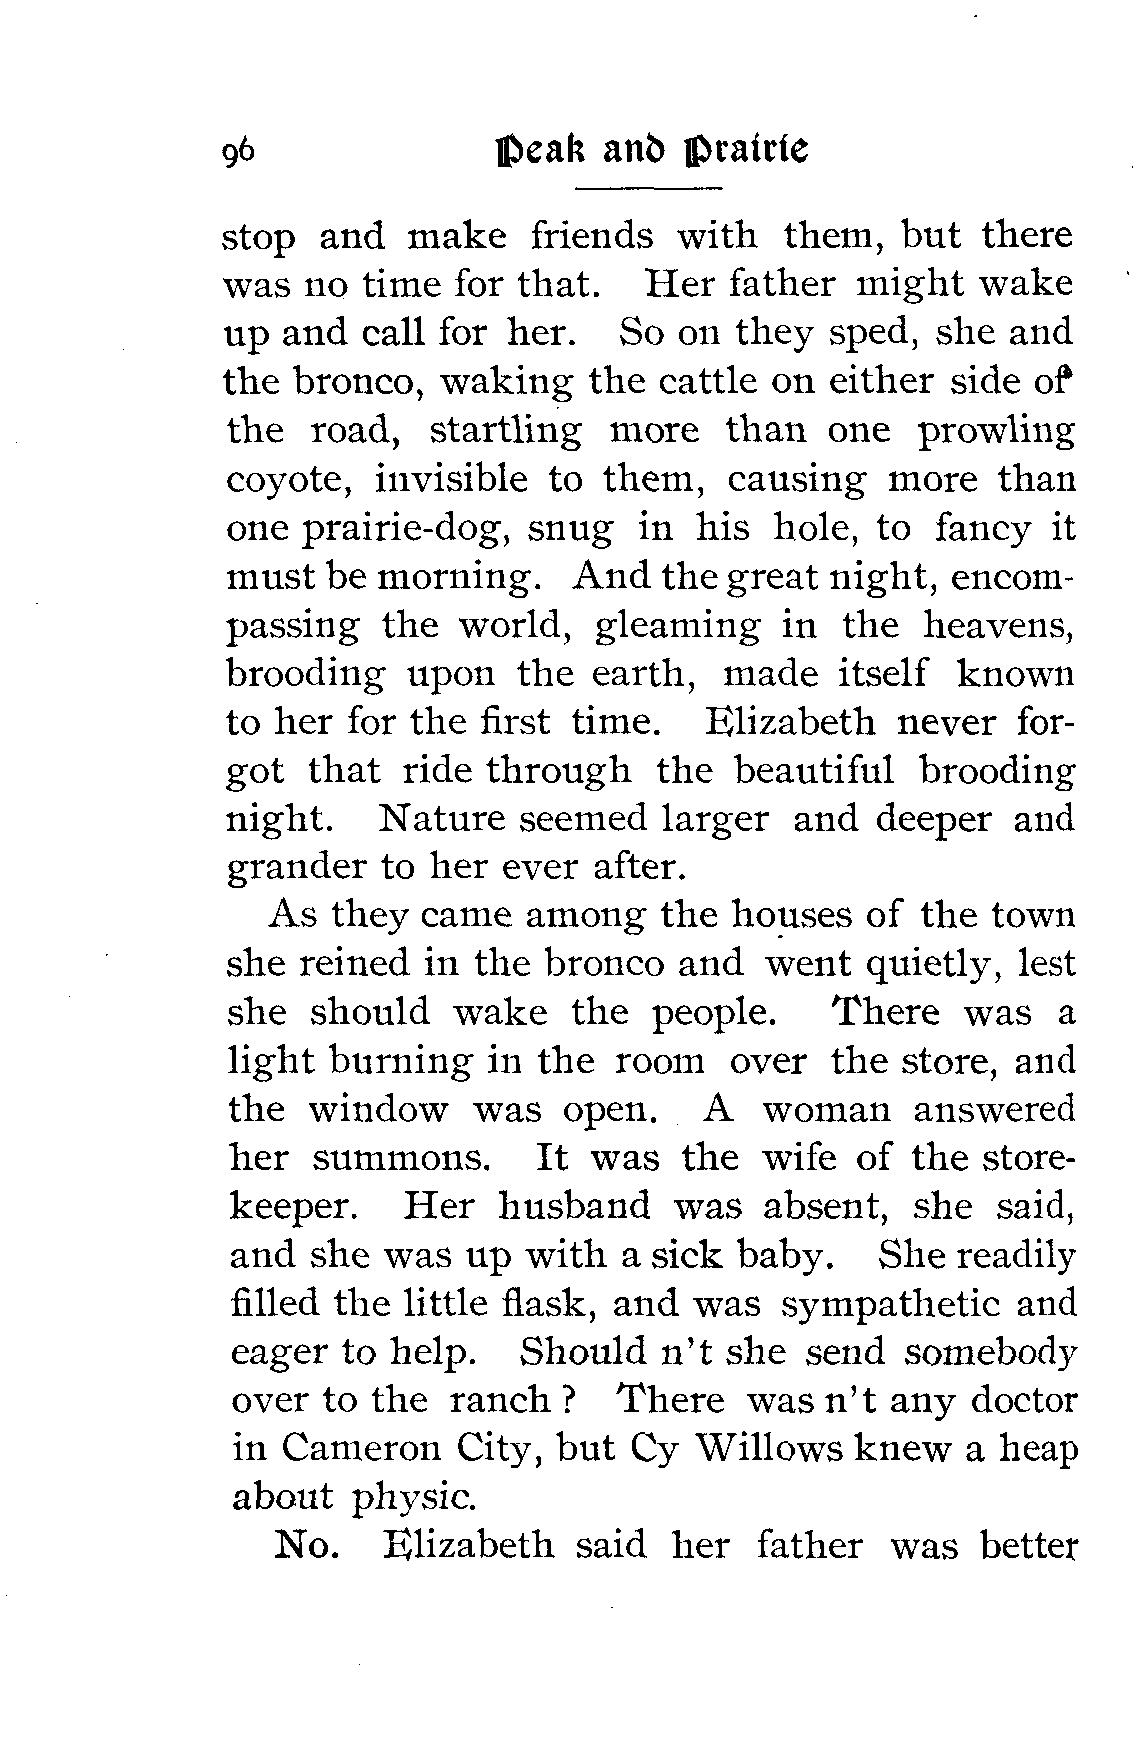 96 Peak and Prairie
stop and make friends with them, but there
was no time for that. Her father might wake
up and call for her. So on they sped, she and
the bronco, waking the cattle on either side of
the road, startling more than one prowling
coyote, invisible to them, causing more than
one prairie-dog, snug in his hole, to fancy it
must be morning. And the great night, encom-
passing the world, gleaming in the heavens,
brooding upon the earth, made itself known
to her for the first time. Elizabeth never for-
got that ride through the beautiful brooding
night. Nature seemed larger and deeper and
grander to her ever after.
As they came among the houses of the town
she reined in the bronco and went quietly, lest
she should wake the people. There was a
light burning in the room over the store, and
the window was open. A woman answered
her summons. It was the wife of the store-
keeper. Her husband was absent, she said,
and she was up with a sick baby. She readily
filled the little flask, and was sympathetic and
eager to help. Should n't she send somebody
over to the ranch ? There was n't any doctor
in Cameron City, but Cy Willows knew a heap
about physic.
No. Elizabeth said her father was better